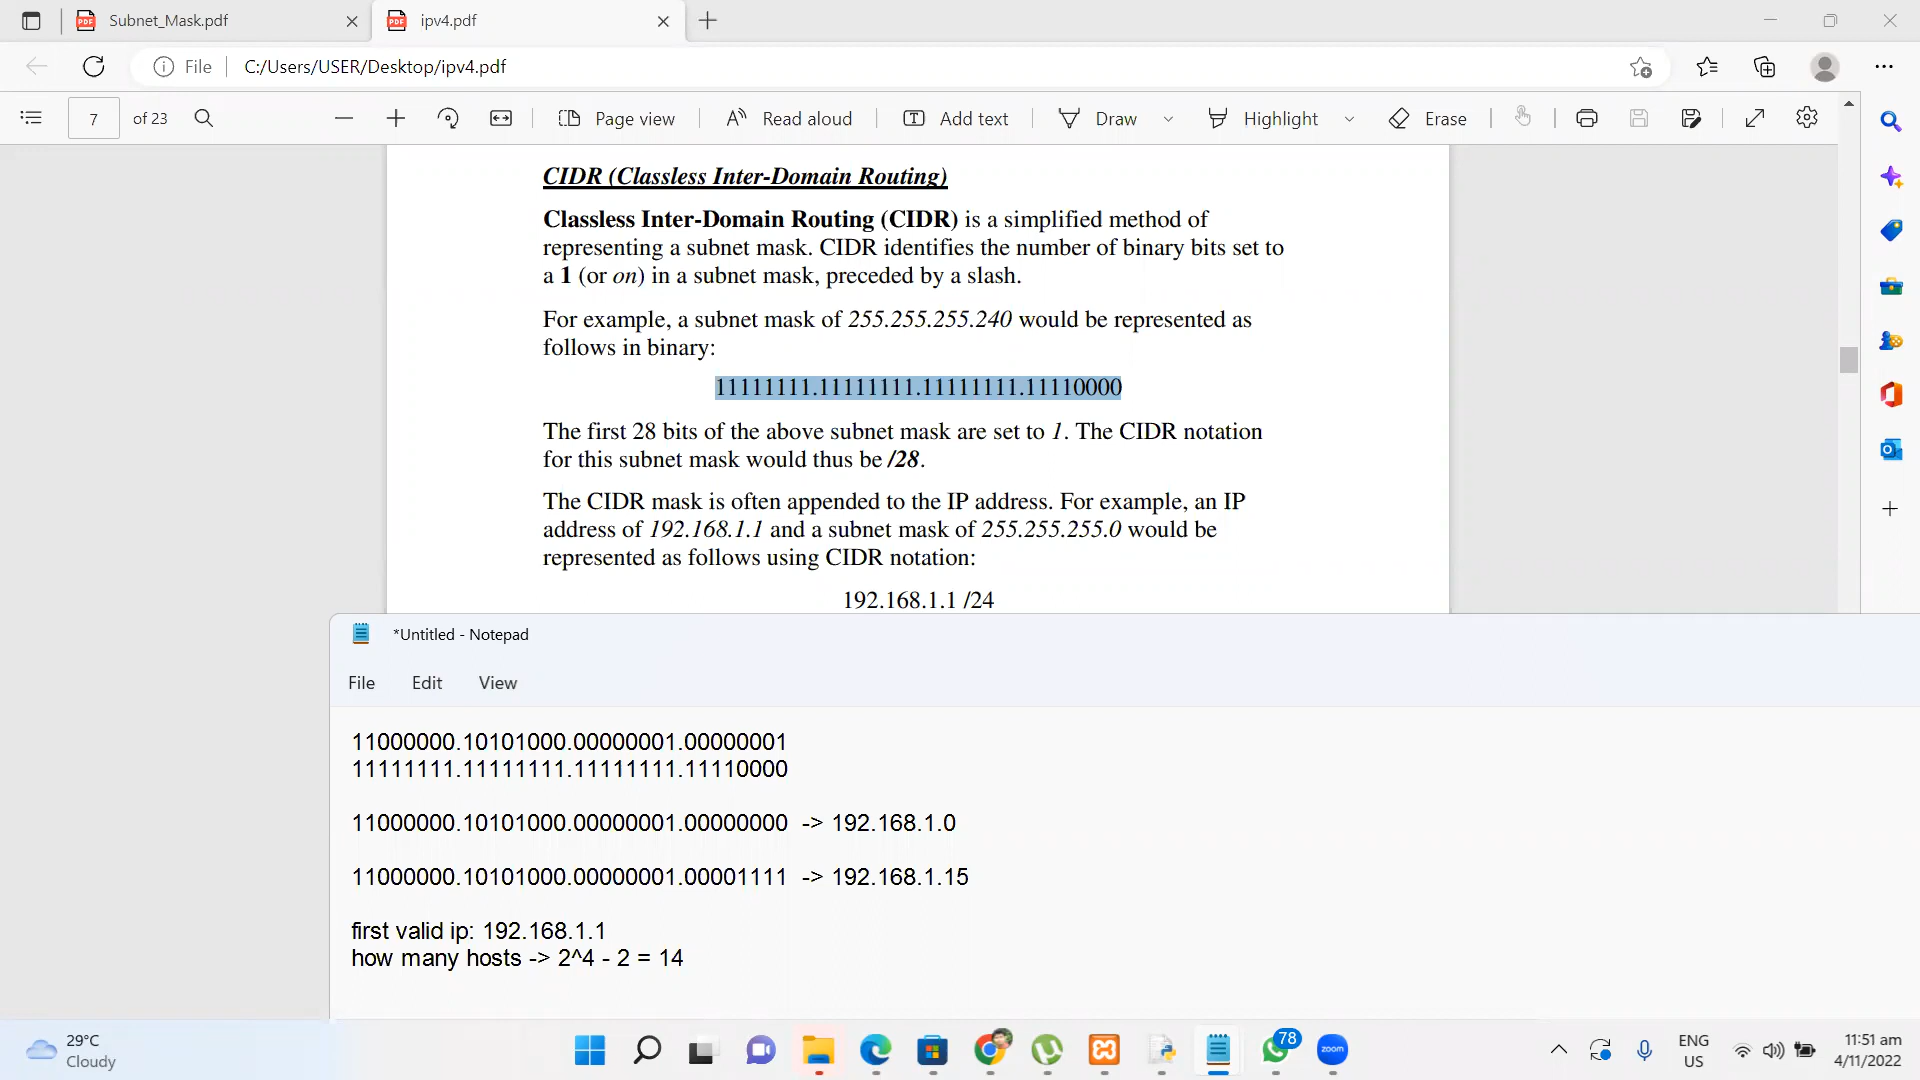 Subnet_Mask.pdf
ipv4.pdf
File
C:/Users/USER/Desktop/ipv4.pdf
7 of 23
Page view
Read aloud
Add text
Draw
Highlight
Erase
CIDR (Classless Inter-Domain Routing)
Classless Inter-Domain Routing (CIDR) is a simplified method of
representing a subnet mask. CIDR identifies the number of binary bits set to
a 1 (or on) in a subnet mask, preceded by a slash.
For example, a subnet mask of 255.255.255.240 would be represented as
follows in binary:
11111111.11111111.11111111.11110000
The first 28 bits of the above subnet mask are set to 1. The CIDR notation
for this subnet mask would thus be /28.
The CIDR mask is often appended to the IP address. For example, an IP
address of 192.168.1.1 and a subnet mask of 255.255.255.0 would be
represented as follows using CIDR notation:
192.168.1.1 /24
*Untitled - Notepad
File Edit View
11000000.10101000.00000001.00000001
11111111.11111111.11111111.11110000
11000000.10101000.00000001.00000000 -> 192.168.1.0
11000000.10101000.00000001.00001111 -> 192.168.1.15
first valid ip: 192.168.1.1
how many hosts -> 2^4 - 2 = 14
29°C
Cloudy
78
zoom
ENG
US
11:51 am
4/11/2022